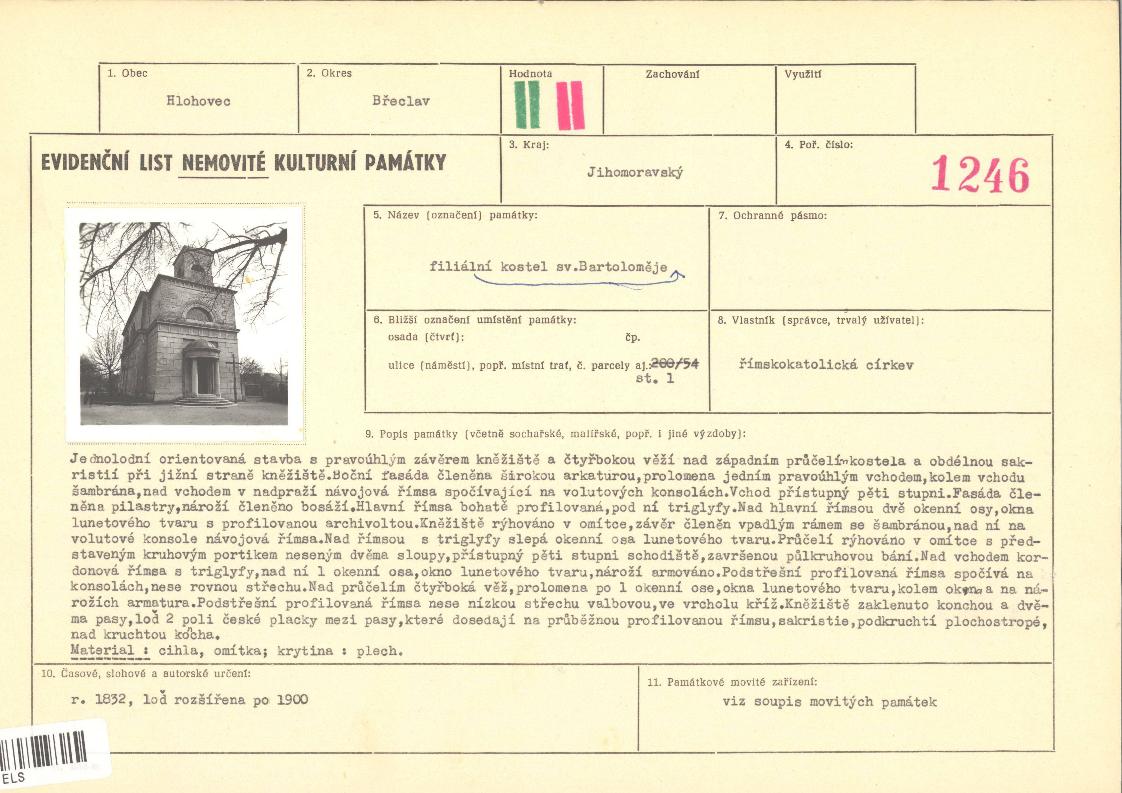 1. Obec
Hlohovec
2. Okres
Břeclav
Hodnota
Zachování
Využití
EVIDENČNÍ LIST NEMOVITÉ KULTURNÍ PAMÁTKY
3. Kraj:
Jihomoravský
4. Poř. číslo:
1246
5. Název (označení) památky:
filiální kostel sv.Bartoloměje
7. Ochranné pásmo:
6. Bližší označení umístění památky:
osada (čtvrť): čp.
ulice (náměstí), popř. místní trať, č. parcely aj.: 200/54
st. 1
8. Vlastník (správce, trvalý uživatel):
římskokatolická církev
9. Popis památky (včetně sochařské, malířské, popř. i jiné výzdoby):
Jednolodní orientovaná stavba s pravoúhlým závěrem kněžiště a čtyřbokou věží nad západním průčelím kostela a obdélnou sak-
ristií při jižní straně kněžiště.Boční fasáda členěna širokou arkaturou,prolomena jedním pravoúhlým vchodem,kolem vchodu
šambrána,nad vchodem v nadpraží návojová římsa spočívající na volutových konsolách.Vchod přístupný pěti stupni.Fasáda čle-
něna pilastry,nároží členěno bosáží.Hlavní římsa bohatě profilovaná,pod ní triglyfy.Nad hlavní římsou dvě okenní osy,okna
lunetového tvaru s profilovanou archivoltou.Kněžiště rýhováno v omítce,závěr členěn vpadlým rámem se šambránou,nad ní na
volutové konsole návojová římsa.Nad římsou s triglyfy slepá okenní osa lunetového tvaru.Průčelí rýhováno v omítce s před-
staveným kruhovým portikem neseným dvěma sloupy,přístupný pěti stupni schodiště,završenou půlkruhovou bání.Nad vchodem kor-
donová římsa s triglyfy,nad ní 1 okenní osa,okno lunetového tvaru,nároží armováno.Podstřešní profilovaná římsa spočívá na
konsolách,nese rovnou střechu.Nad průčelím čtyřboká věž,prolomena po 1 okenní ose,okna lunetového tvaru,kolem okna a na ná-
rožích armatura.Podstřešní profilovaná římsa nese nízkou střechu valbovou,ve vrcholu kříž.Kněžiště zaklenuto konchou a dvě-
ma pasy,loď 2 poli české placky mezi pasy,které dosedají na průběžnou profilovanou římsu,sakristie,podkruchtí plochostropé,
nad kruchtou koncha.
Material : cihla, omítka; krytina : plech.
10. Časové, slohové a autorské určení:
r. 1832, loď rozšířena po 1900
11. Památkové movité zařízení:
viz soupis movitých památek
ELS